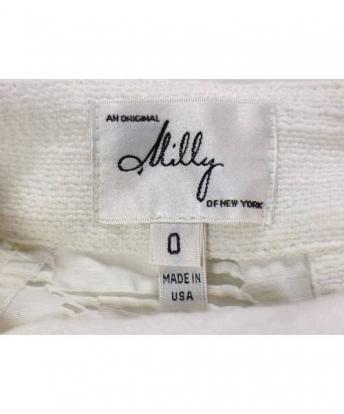 AN ORIGINAL
Milly
OF NEW YORK
0
MADE IN
USA